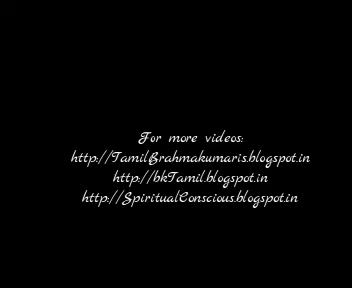 For more videos:
http://TamilBrahmakumaris.blogspot.in
http://bkTamil.blogspot.in
http://SpiritualConscious.blogspot.in